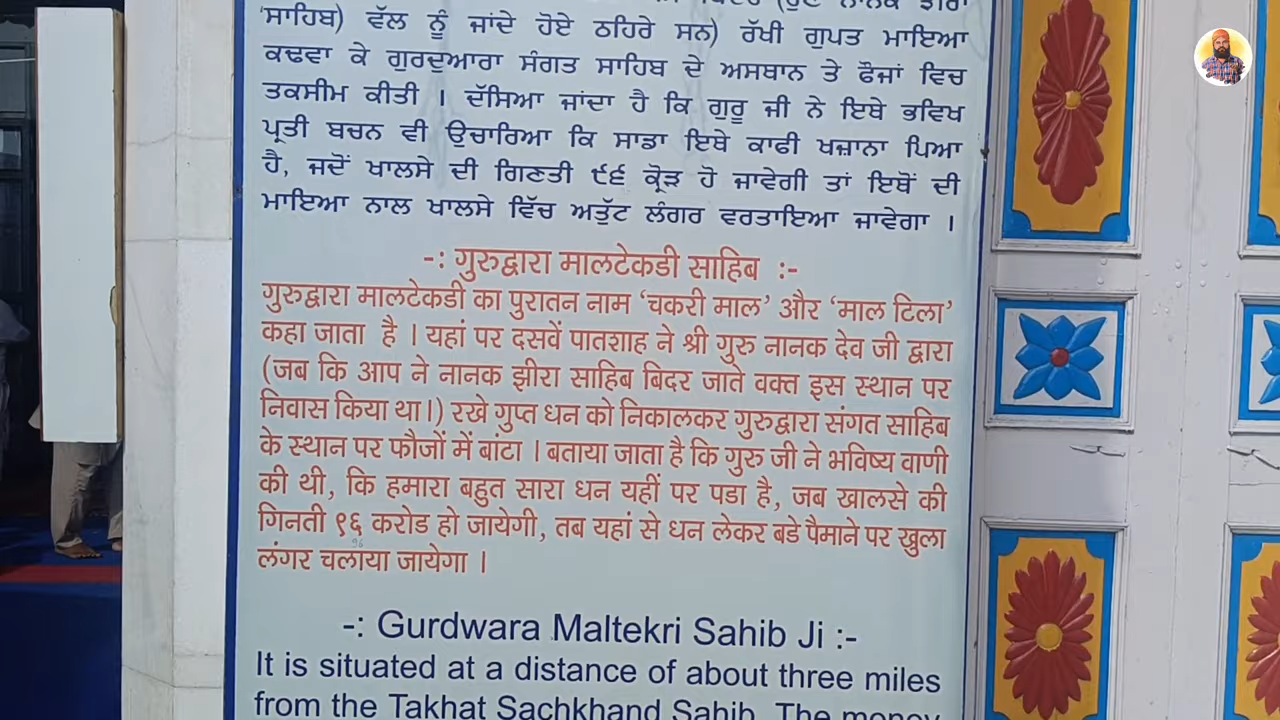 'ਸਾਹਿਬ) ਵੱਲ ਨੂੰ ਜਾਂਦੇ ਹੋਏ ਠਹਿਰੇ ਸਨ) ਰੱਖੀ ਗੁਪਤ ਮਾਇਆ
ਕਢਵਾ ਕੇ ਗੁਰਦੁਆਰਾ ਸੰਗਤ ਸਾਹਿਬ ਦੇ ਅਸਥਾਨ ਤੇ ਫੌਜਾਂ ਵਿਚ
ਤਕਸੀਮ ਕੀਤੀ । ਦੱਸਿਆ ਜਾਂਦਾ ਹੈ ਕਿ ਗੁਰੂ ਜੀ ਨੇ ਇਥੇ ਭਵਿਖ
ਪ੍ਰਤੀ ਬਚਨ ਵੀ ਉਚਾਰਿਆ ਕਿ ਸਾਡਾ ਇਥੇ ਕਾਫੀ ਖਜ਼ਾਨਾ ਪਿਆ
ਹੈ, ਜਦੋਂ ਖਾਲਸੇ ਦੀ ਗਿਣਤੀ ੯੬ ਕ੍ਰੋੜ ਹੋ ਜਾਵੇਗੀ ਤਾਂ ਇਥੋਂ ਦੀ
ਮਾਇਆ ਨਾਲ ਖਾਲਸੇ ਵਿੱਚ ਅਤੁੱਟ ਲੰਗਰ ਵਰਤਾਇਆ ਜਾਵੇਗਾ ।
-: गुरुद्वारा मालटेकडी साहिब :-
गुरुद्वारा मालटेकडी का पुरातन नाम ‘चकरी माल’ और ‘माल टिला’
कहा जाता है । यहां पर दसवें पातशाह ने श्री गुरु नानक देव जी द्वारा
(जब कि आप ने नानक झीरा साहिब बिदर जाते वक्त इस स्थान पर
निवास किया था।) रखे गुप्त धन को निकालकर गुरुद्वारा संगत साहिब
के स्थान पर फौजों में बांटा । बताया जाता है कि गुरु जी ने भविष्य वाणी
की थी, कि हमारा बहुत सारा धन यहीं पर पडा है, जब खालसे की
गिनती ९६ करोड हो जायेगी, तब यहां से धन लेकर बडे पैमाने पर खुला
लंगर चलाया जायेगा ।
-: Gurdwara Maltekri Sahib Ji :-
It is situated at a distance of about three miles
from the Takhat Sachkhand Sahib. The money